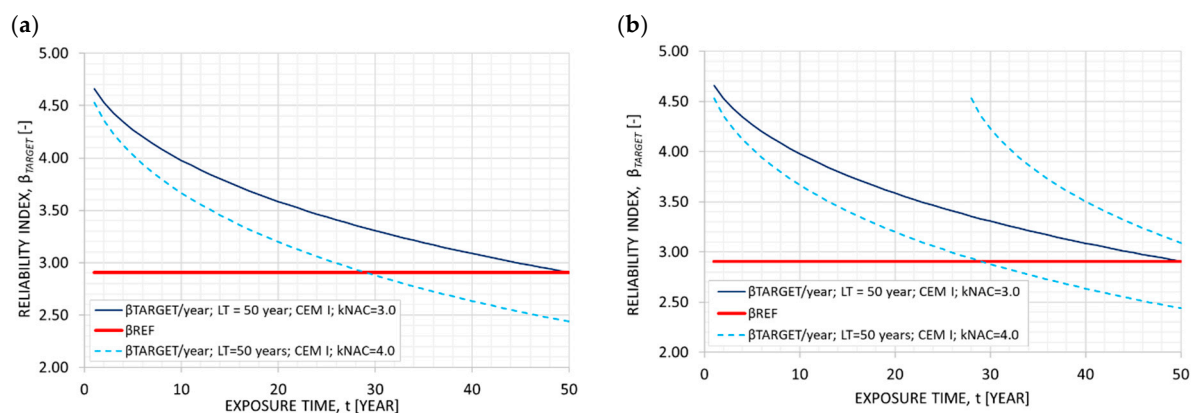 (a)
5.00
4.50
4.00
3.50
3.00
2.50
2.00
RELIABILITY INDEX, βTARGET [-]
βTARGET/year; LT = 50 year; CEM I; kNAC=3.0
βREF
βTARGET/year; LT=50 years; CEM I; kNAC=4.0
0 10 20 30 40 50
EXPOSURE TIME, t [YEAR]
(b)
5.00
4.50
4.00
3.50
3.00
2.50
2.00
RELIABILITY INDEX, βTARGET [-]
βTARGET/year; LT = 50 year; CEM I; kNAC=3.0
βREF
βTARGET/year; LT=50 years; CEM I; kNAC=4.0
0 10 20 30 40 50
EXPOSURE TIME, t [YEAR]